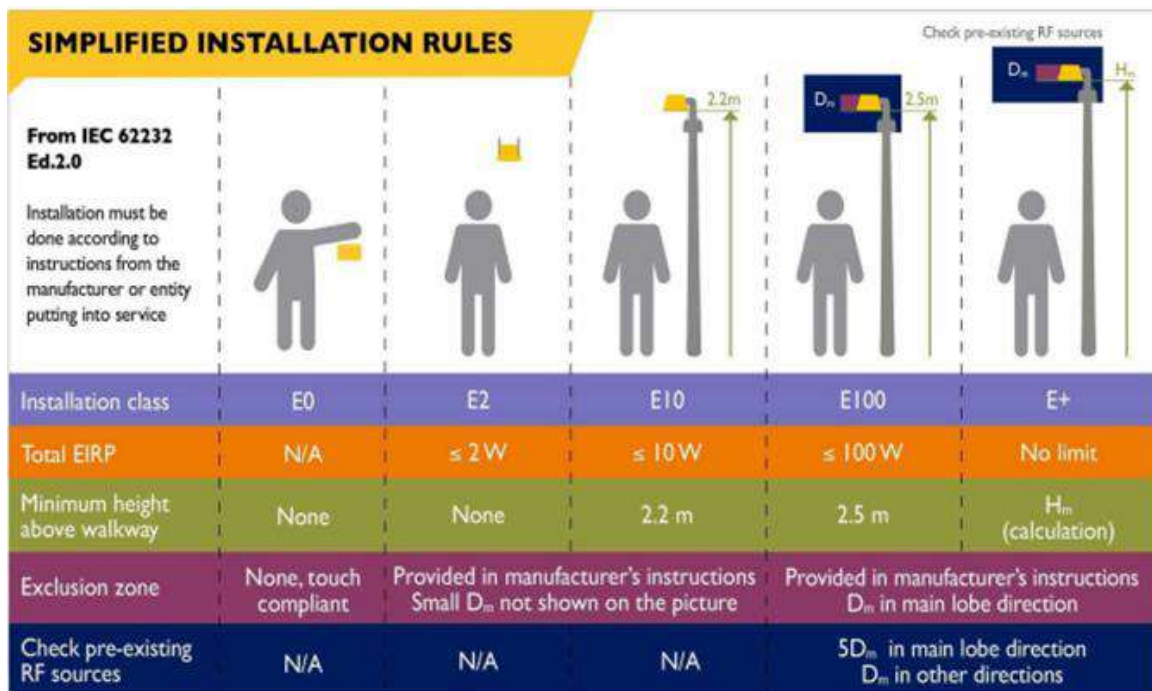 SIMPLIFIED INSTALLATION RULES
Check pre-existing RF sources
From IEC 62232
Ed.2.0
Installation must be
done according to
instructions from the
manufacturer or entity
putting into service
2.2m
Dₘ
2.5m
Dₘ
Hₘ
Installation class
E0
E2
E10
E100
E+
Total EIRP
N/A
≤ 2 W
≤ 10 W
≤ 100 W
No limit
Minimum height
above walkway
None
None
2.2 m
2.5 m
Hₘ
(calculation)
Exclusion zone
None, touch
compliant
Provided in manufacturer's instructions
Small Dₘ not shown on the picture
Provided in manufacturer's instructions
Dₘ in main lobe direction
Check pre-existing
RF sources
N/A
N/A
N/A
5Dₘ in main lobe direction
Dₘ in other directions